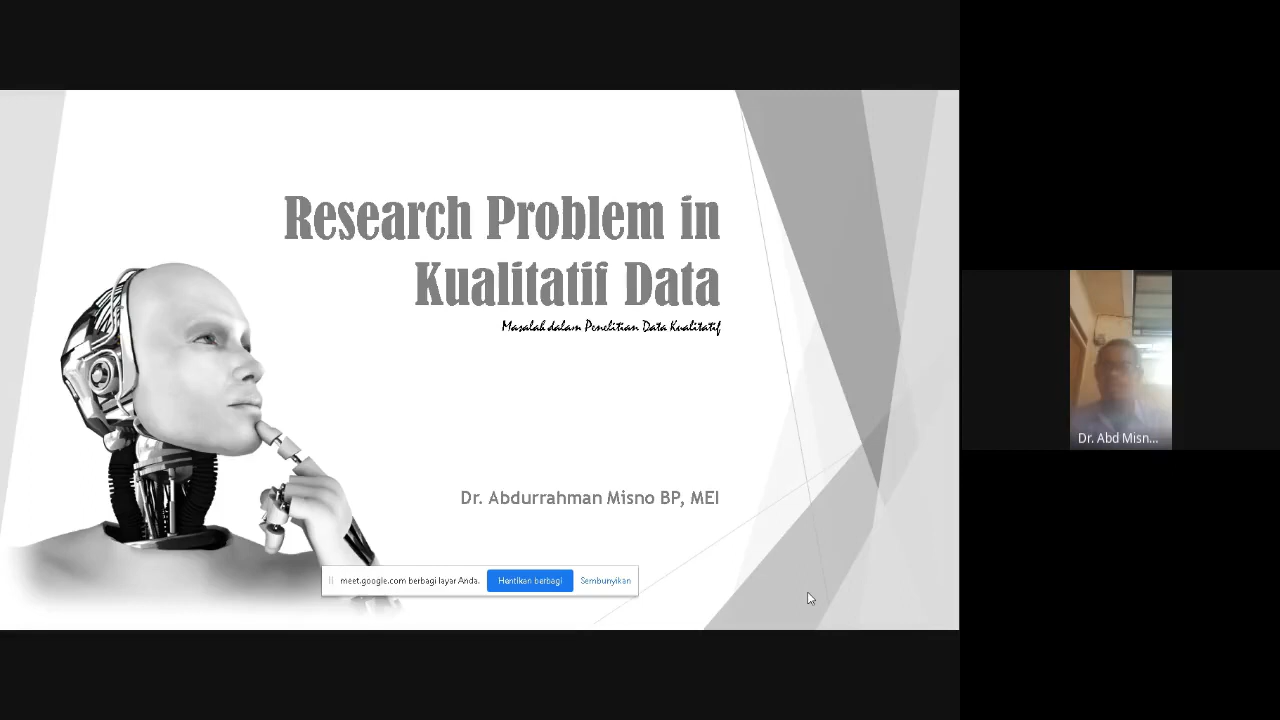 Research Problem in
Kualitatif Data
Masalah dalam Penelitian Data Kualitatif
Dr. Abdurrahman Misno BP, MEI
meet.google.com berbagi layar Anda. Hentikan berbagi Sembunyikan
Dr. Abd Misn...